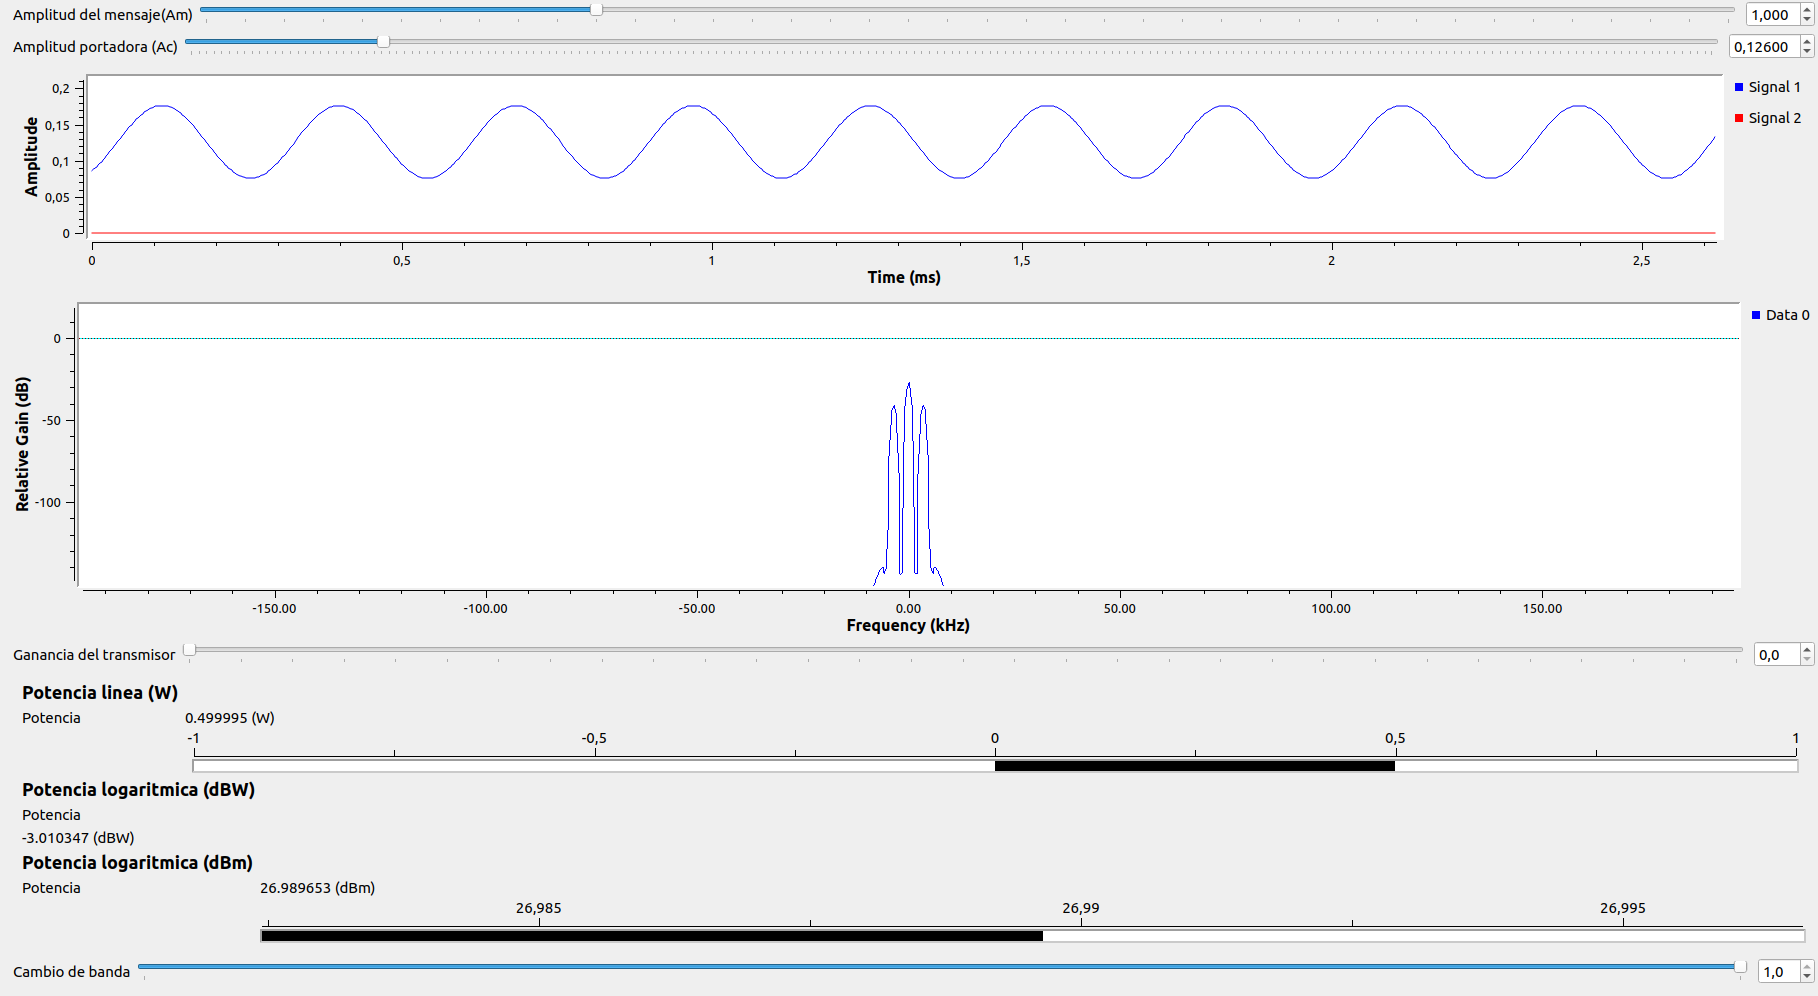 Amplitud del mensaje(Am) 1,000
Amplitud portadora (Ac) 0,12600
0,2
0,15
0,1
0,05
0
Amplitude
Signal 1
Signal 2
0 0,5 1 1,5 2 2,5
Time (ms)
0
-50
-100
Relative Gain (dB)
Data 0
-150.00 -100.00 -50.00 0.00 50.00 100.00 150.00
Frequency (kHz)
Ganancia del transmisor 0,0
Potencia linea (W)
Potencia 0.499995 (W)
-1 -0,5 0 0,5 1
Potencia logaritmica (dBW)
Potencia
-3.010347 (dBW)
Potencia logaritmica (dBm)
Potencia 26.989653 (dBm)
26,985 26,99 26,995
Cambio de banda 1,0